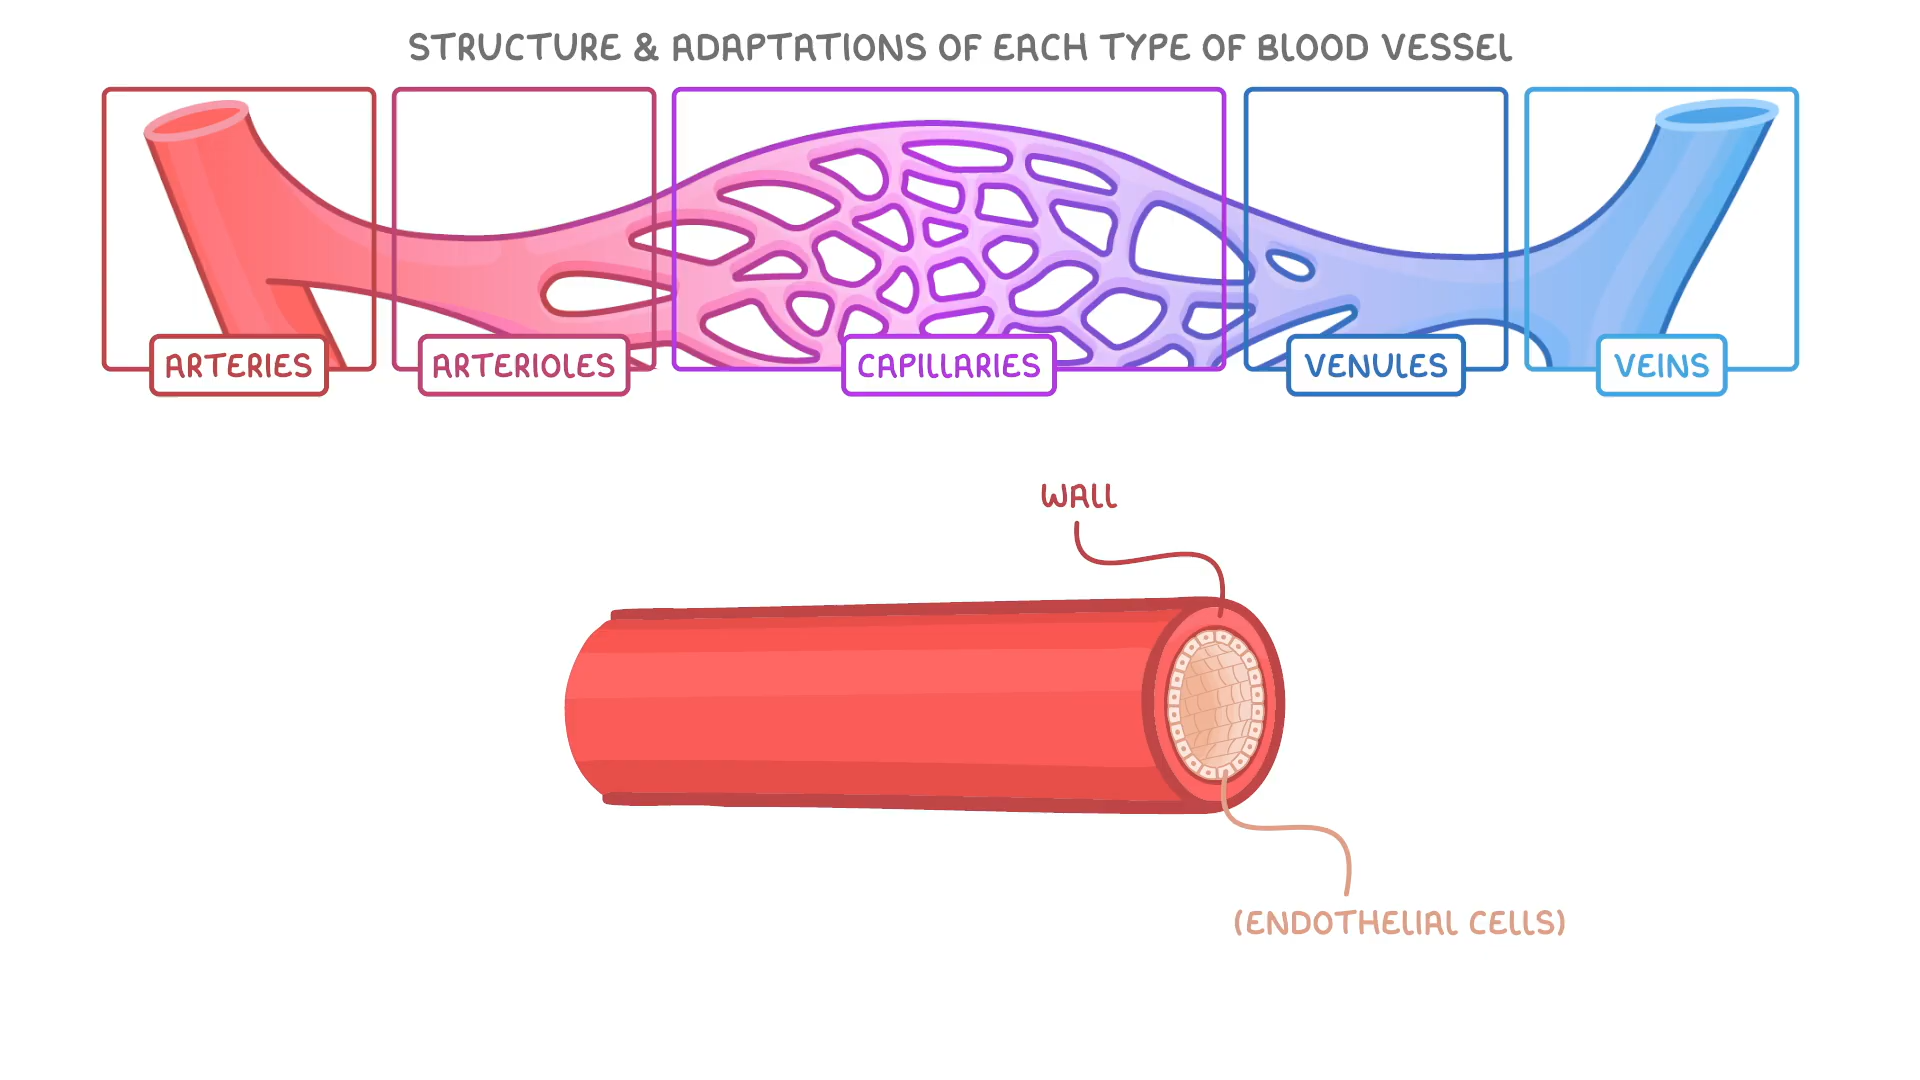 STRUCTURE & ADAPTATIONS OF EACH TYPE OF BLOOD VESSEL
ARTERIES
ARTERIOLES
CAPILLARIES
VENULES
VEINS
WALL
(ENDOTHELIAL CELLS)